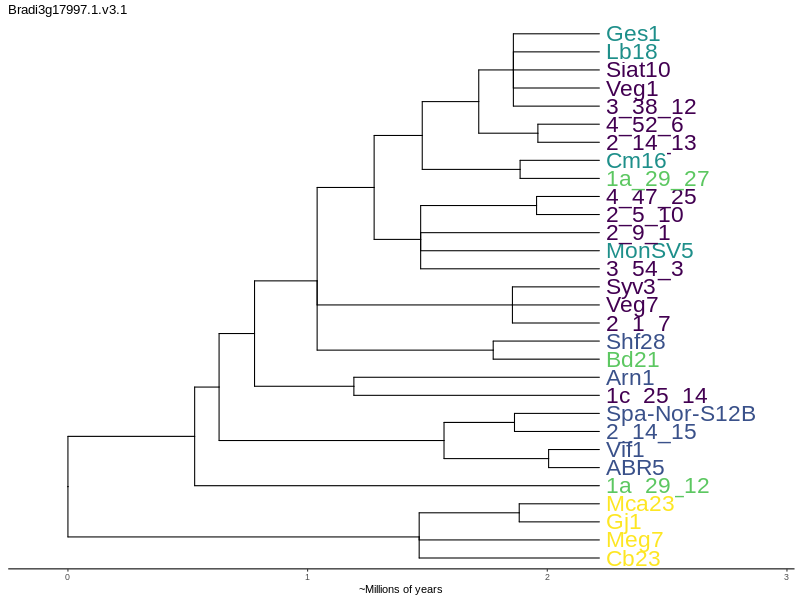 Bradi3g17997.1.v3.1
Ges1
Lb18
Siat10
Veg1
3_38_12
4_52_6
2_14_13
Cm16
1a_29_27
4_47_25
2_5_10
2_9_1
MonSV5
3_54_3
Syv3
Veg7
2_1_7
Shf28
Bd21
Arn1
1c_25_14
Spa-Nor-S12B
2_14_15
Vif1
ABR5
1a_29_12
Mca23
Gj1
Meg7
Cb23
0 1 2 3
~Millions of years